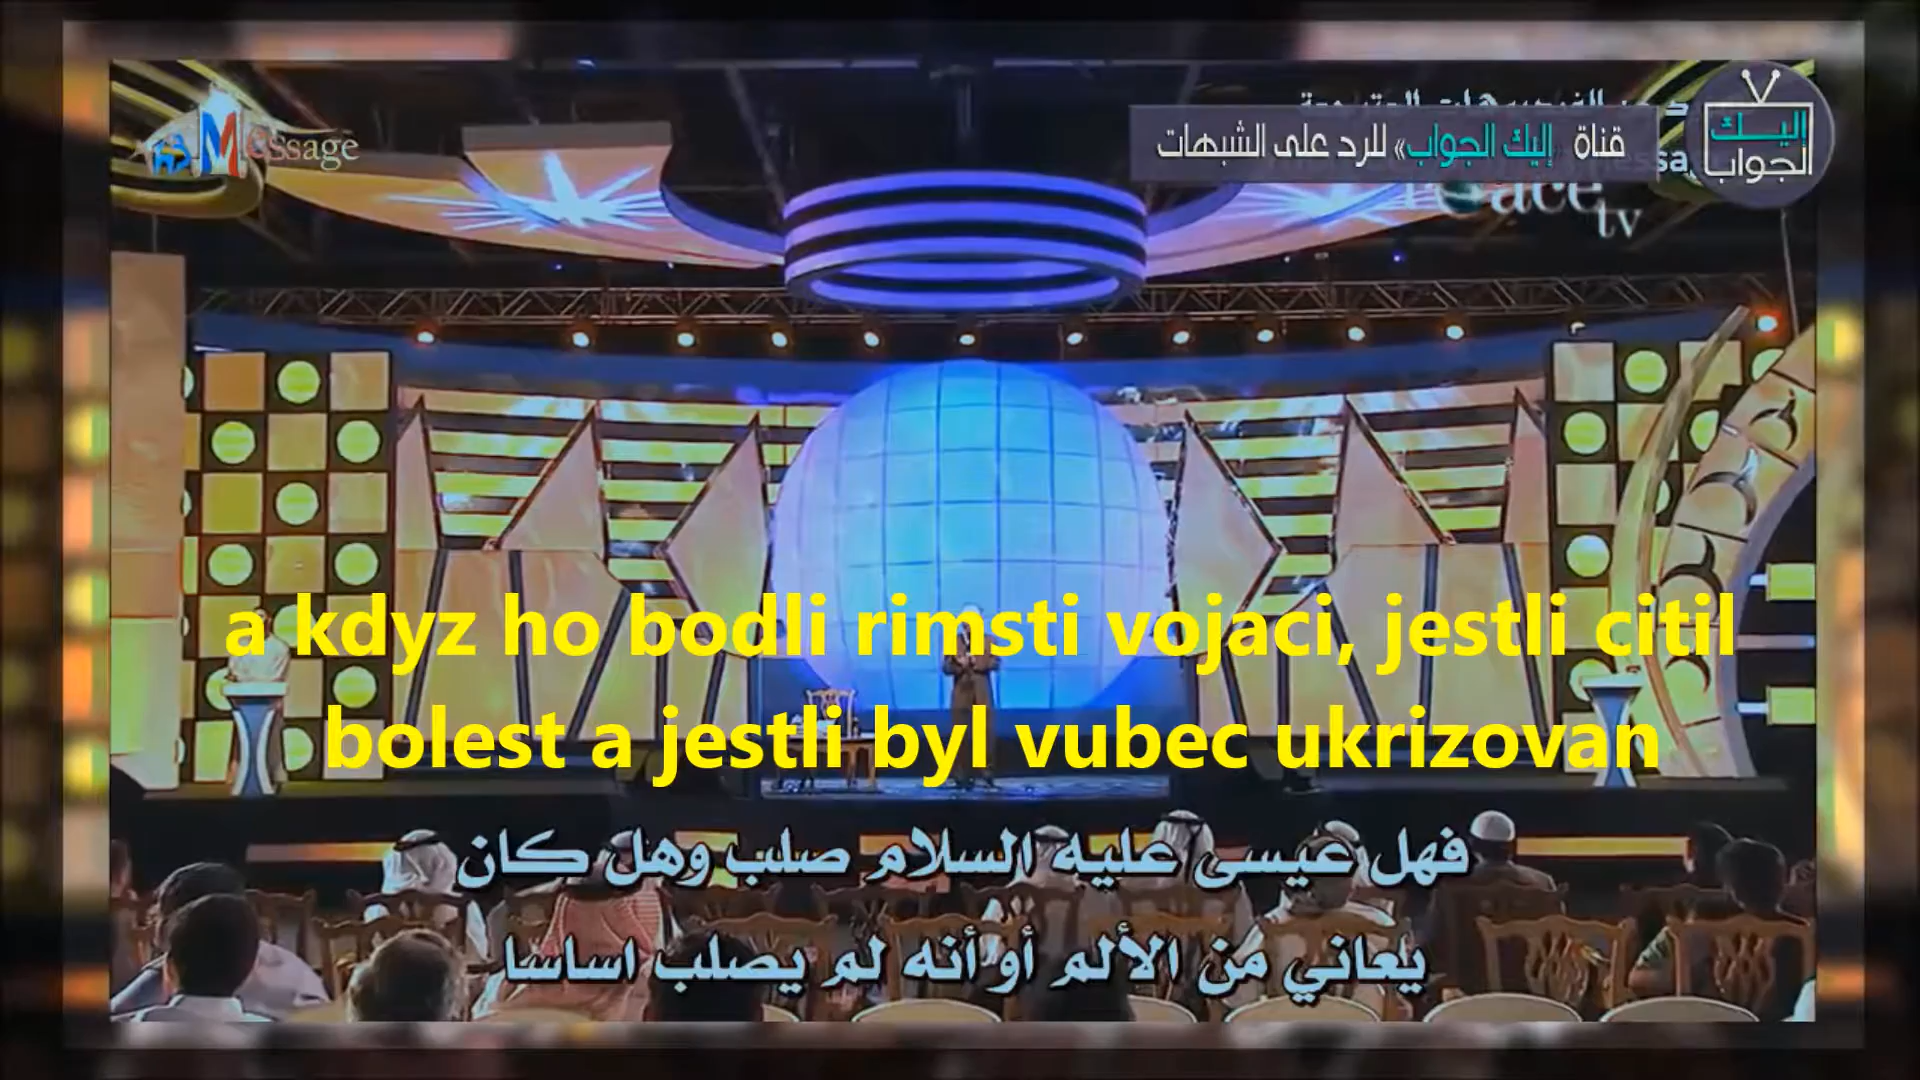 Message
قناة «إليك الجواب» للرد على الشبهات
إليك
الجواب
Peace
tv
a kdyz ho bodli rimsti vojaci, jestli citil
bolest a jestli byl vubec ukrizovan
فهل عيسى عليه السلام صلب وهل كان
يعاني من الألم أو أنه لم يصلب اساسا